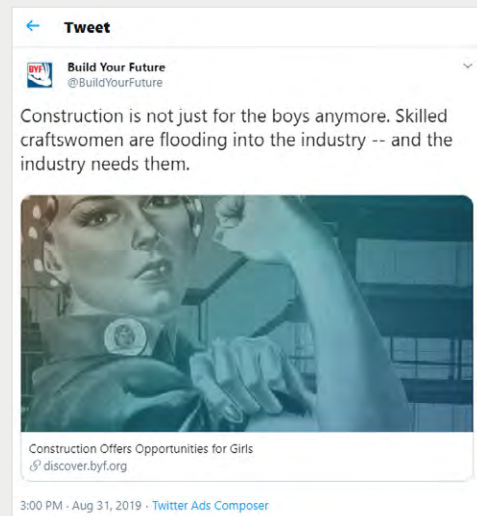 ← Tweet
BYF
Build Your Future
@BuildYourFuture
Construction is not just for the boys anymore. Skilled
craftswomen are flooding into the industry -- and the
industry needs them.
Construction Offers Opportunities for Girls
discover.byf.org
3:00 PM · Aug 31, 2019 · Twitter Ads Composer